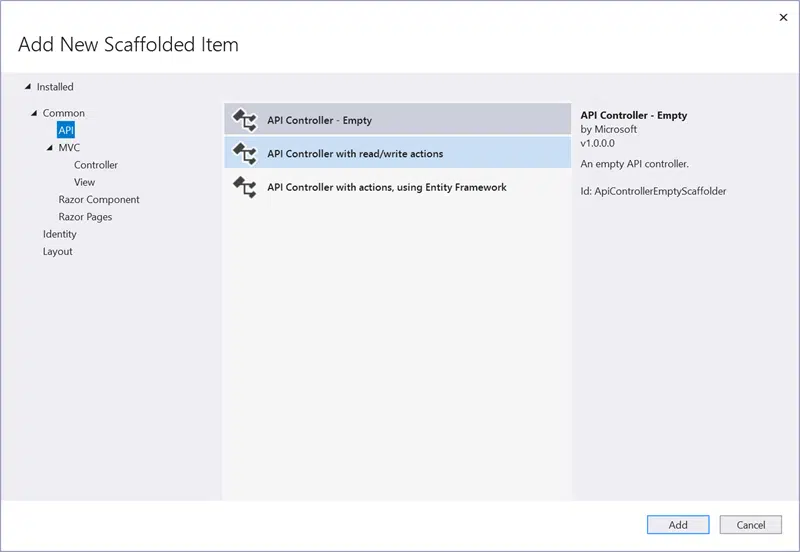 Add New Scaffolded Item
Installed
Common
API
MVC
Controller
View
Razor Component
Razor Pages
Identity
Layout
API Controller - Empty
API Controller with read/write actions
API Controller with actions, using Entity Framework
API Controller - Empty
by Microsoft
v1.0.0.0
An empty API controller.
Id: ApiControllerEmptyScaffolder
Add
Cancel